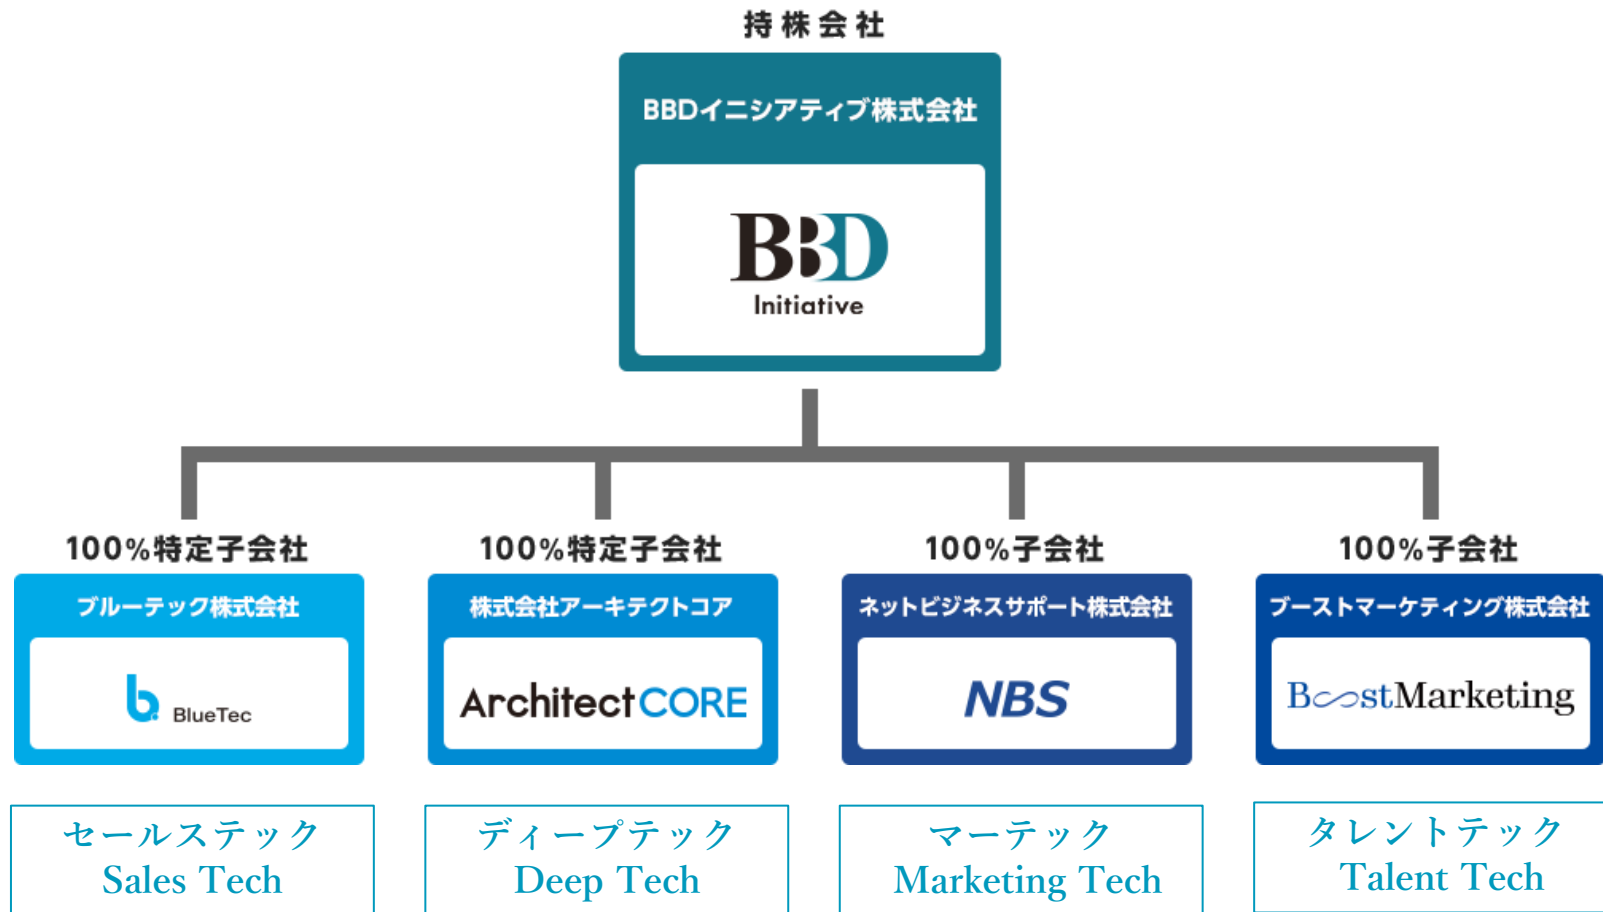 持株会社
BBDイニシアティブ株式会社
BBD
Initiative
100%特定子会社
100%特定子会社
100%子会社
100%子会社
ブルーテック株式会社
株式会社アーキテクトコア
ネットビジネスサポート株式会社
ブーストマーケティング株式会社
b. BlueTec
ArchitectCORE
NBS
BoostMarketing
セールステック
Sales Tech
ディープテック
Deep Tech
マーテック
Marketing Tech
タレントテック
Talent Tech